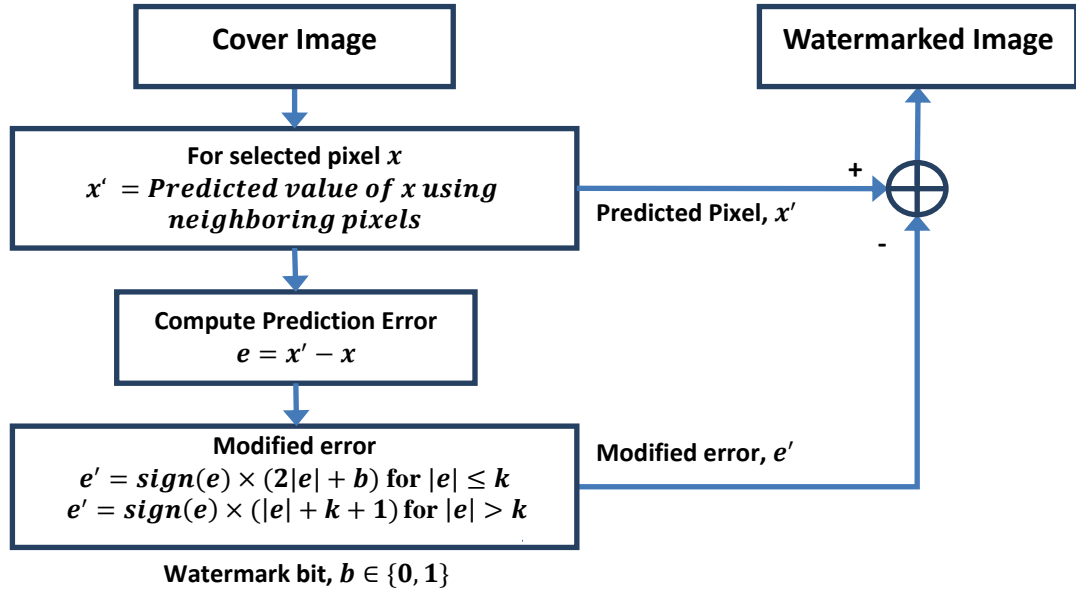 Cover Image
Watermarked Image
For selected pixel x
x‘ = Predicted value of x using
neighboring pixels
+
Predicted Pixel, x′
-
Compute Prediction Error
e = x′ − x
Modified error
e′ = sign(e) × (2|e| + b) for |e| ≤ k
e′ = sign(e) × (|e| + k + 1) for |e| > k
Modified error, e′
Watermark bit, b ∈ {0, 1}